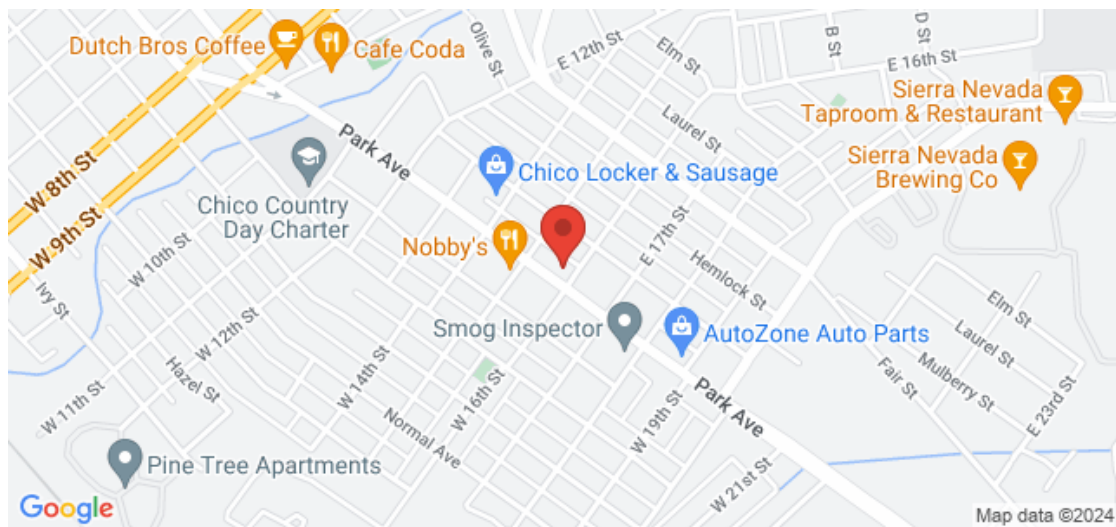 Dutch Bros Coffee
Cafe Coda
Olive St
E 12th St
Elm St
B St
D St
E 16th St
Sierra Nevada
Taproom & Restaurant
Laurel St
Park Ave
W 8th St
W 9th St
Chico Locker & Sausage
Sierra Nevada
Brewing Co
Chico Country
Day Charter
W 10th St
Nobby's
E 17th St
Hemlock St
Ivy St
W 12th St
Smog Inspector
AutoZone Auto Parts
Elm St
Laurel St
Mulberry St
Fair St
E 23rd St
Hazel St
W 11th St
W 14th St
W 16th St
Normal Ave
W 19th St
Park Ave
W 21st St
Pine Tree Apartments
Google
Map data ©2024